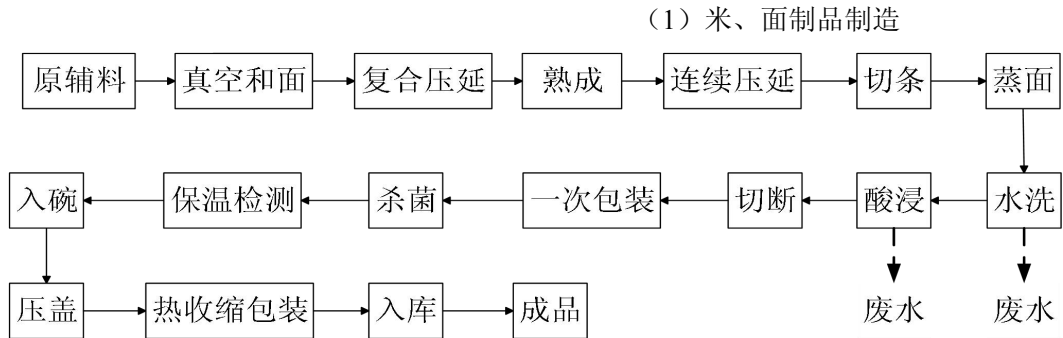 （1）米、面制品制造
原辅料 真空和面 复合压延 熟成 连续压延 切条 蒸面
入碗 保温检测 杀菌 一次包装 切断 酸浸 水洗
压盖 热收缩包装 入库 成品 废水 废水